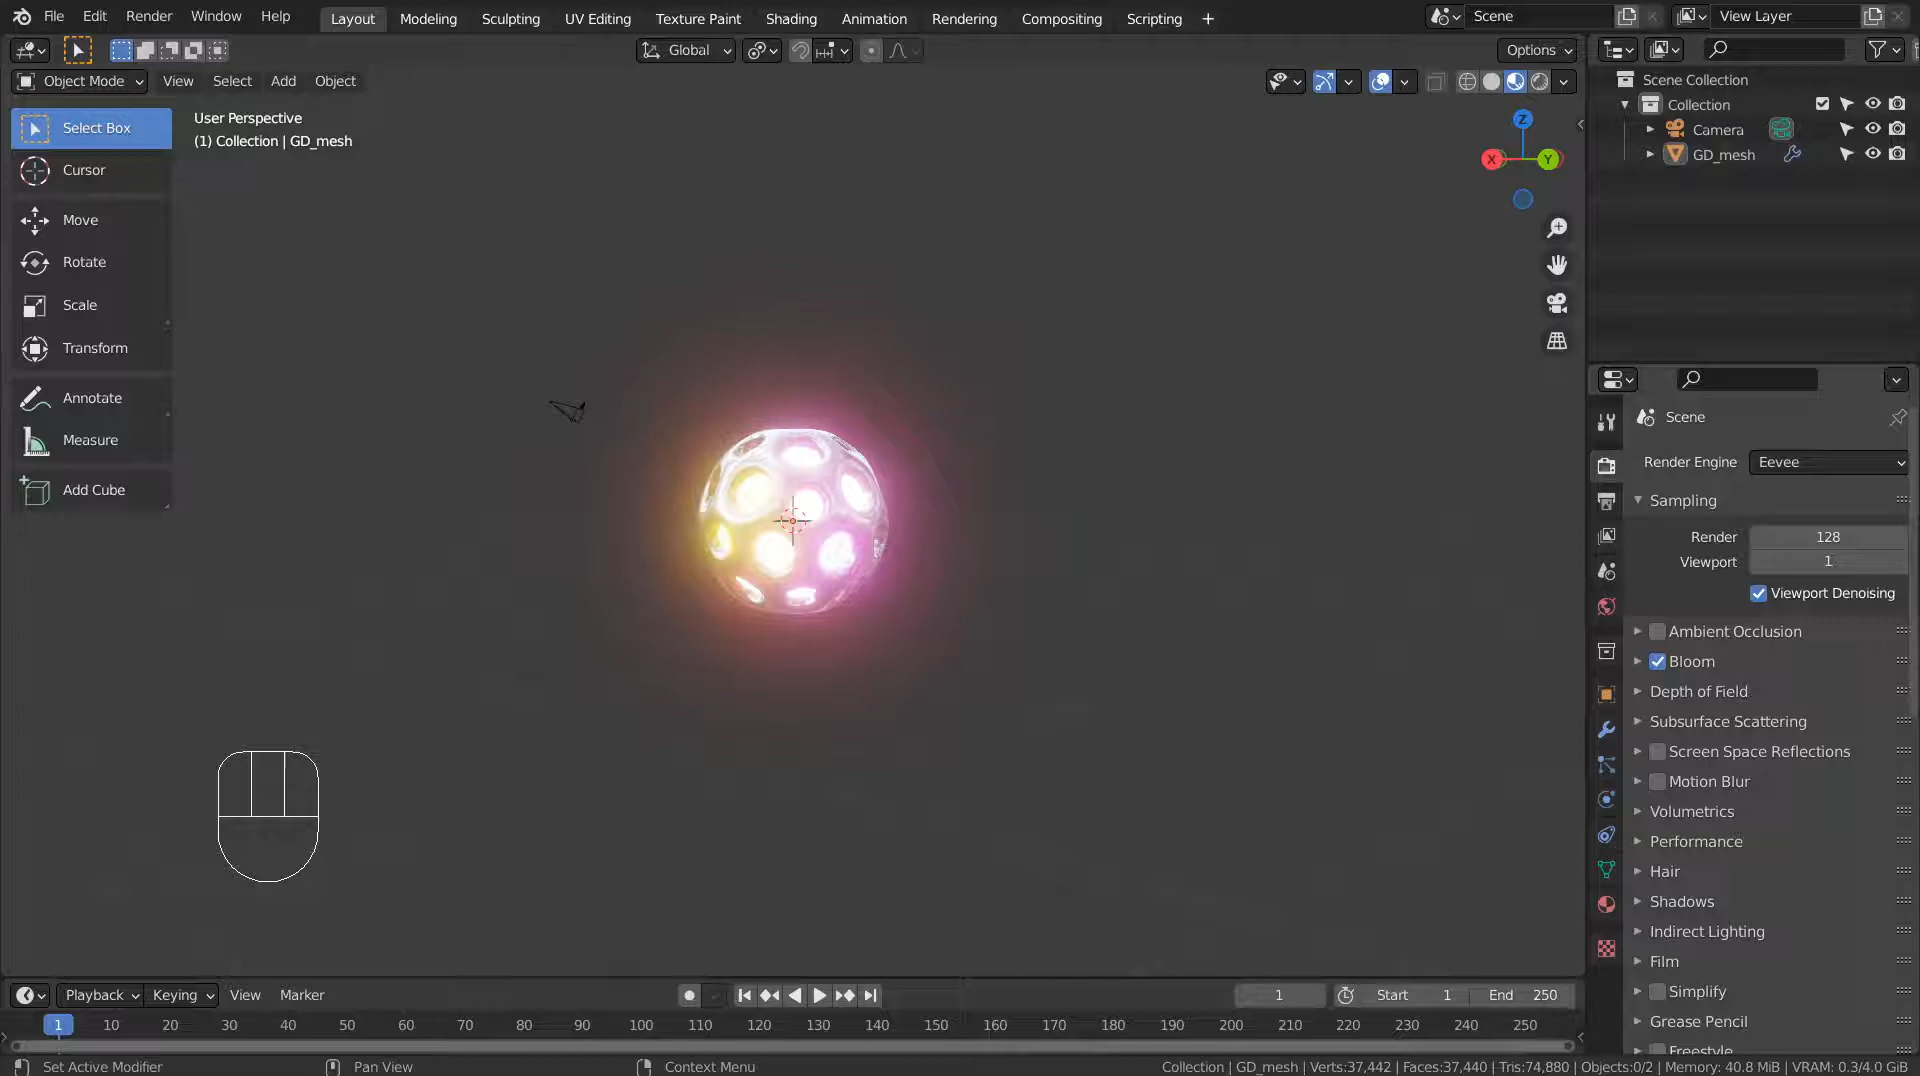 File Edit Render Window Help Layout Modeling Sculpting UV Editing Texture Paint Shading Animation Rendering Compositing Scripting + Scene View Layer
Global Options
Object Mode View Select Add Object
Select Box
Cursor
Move
Rotate
Scale
Transform
Annotate
Measure
Add Cube
User Perspective
(1) Collection | GD_mesh
Z
X
Y
Scene Collection
Collection
Camera
GD_mesh
Scene
Render Engine Eevee
Sampling
Render 128
Viewport 1
Viewport Denoising
Ambient Occlusion
Bloom
Depth of Field
Subsurface Scattering
Screen Space Reflections
Motion Blur
Volumetrics
Performance
Hair
Shadows
Indirect Lighting
Film
Simplify
Grease Pencil
Freestyle
Playback Keying View Marker 1 Start 1 End 250
1 10 20 30 40 50 60 70 80 90 100 110 120 130 140 150 160 170 180 190 200 210 220 230 240 250
Set Active Modifier Pan View Context Menu Collection | GD_mesh | Verts:37,442 | Faces:37,440 | Tris:74,880 | Objects:0/2 | Memory: 40.8 MiB | VRAM: 0.3/4.0 GiB